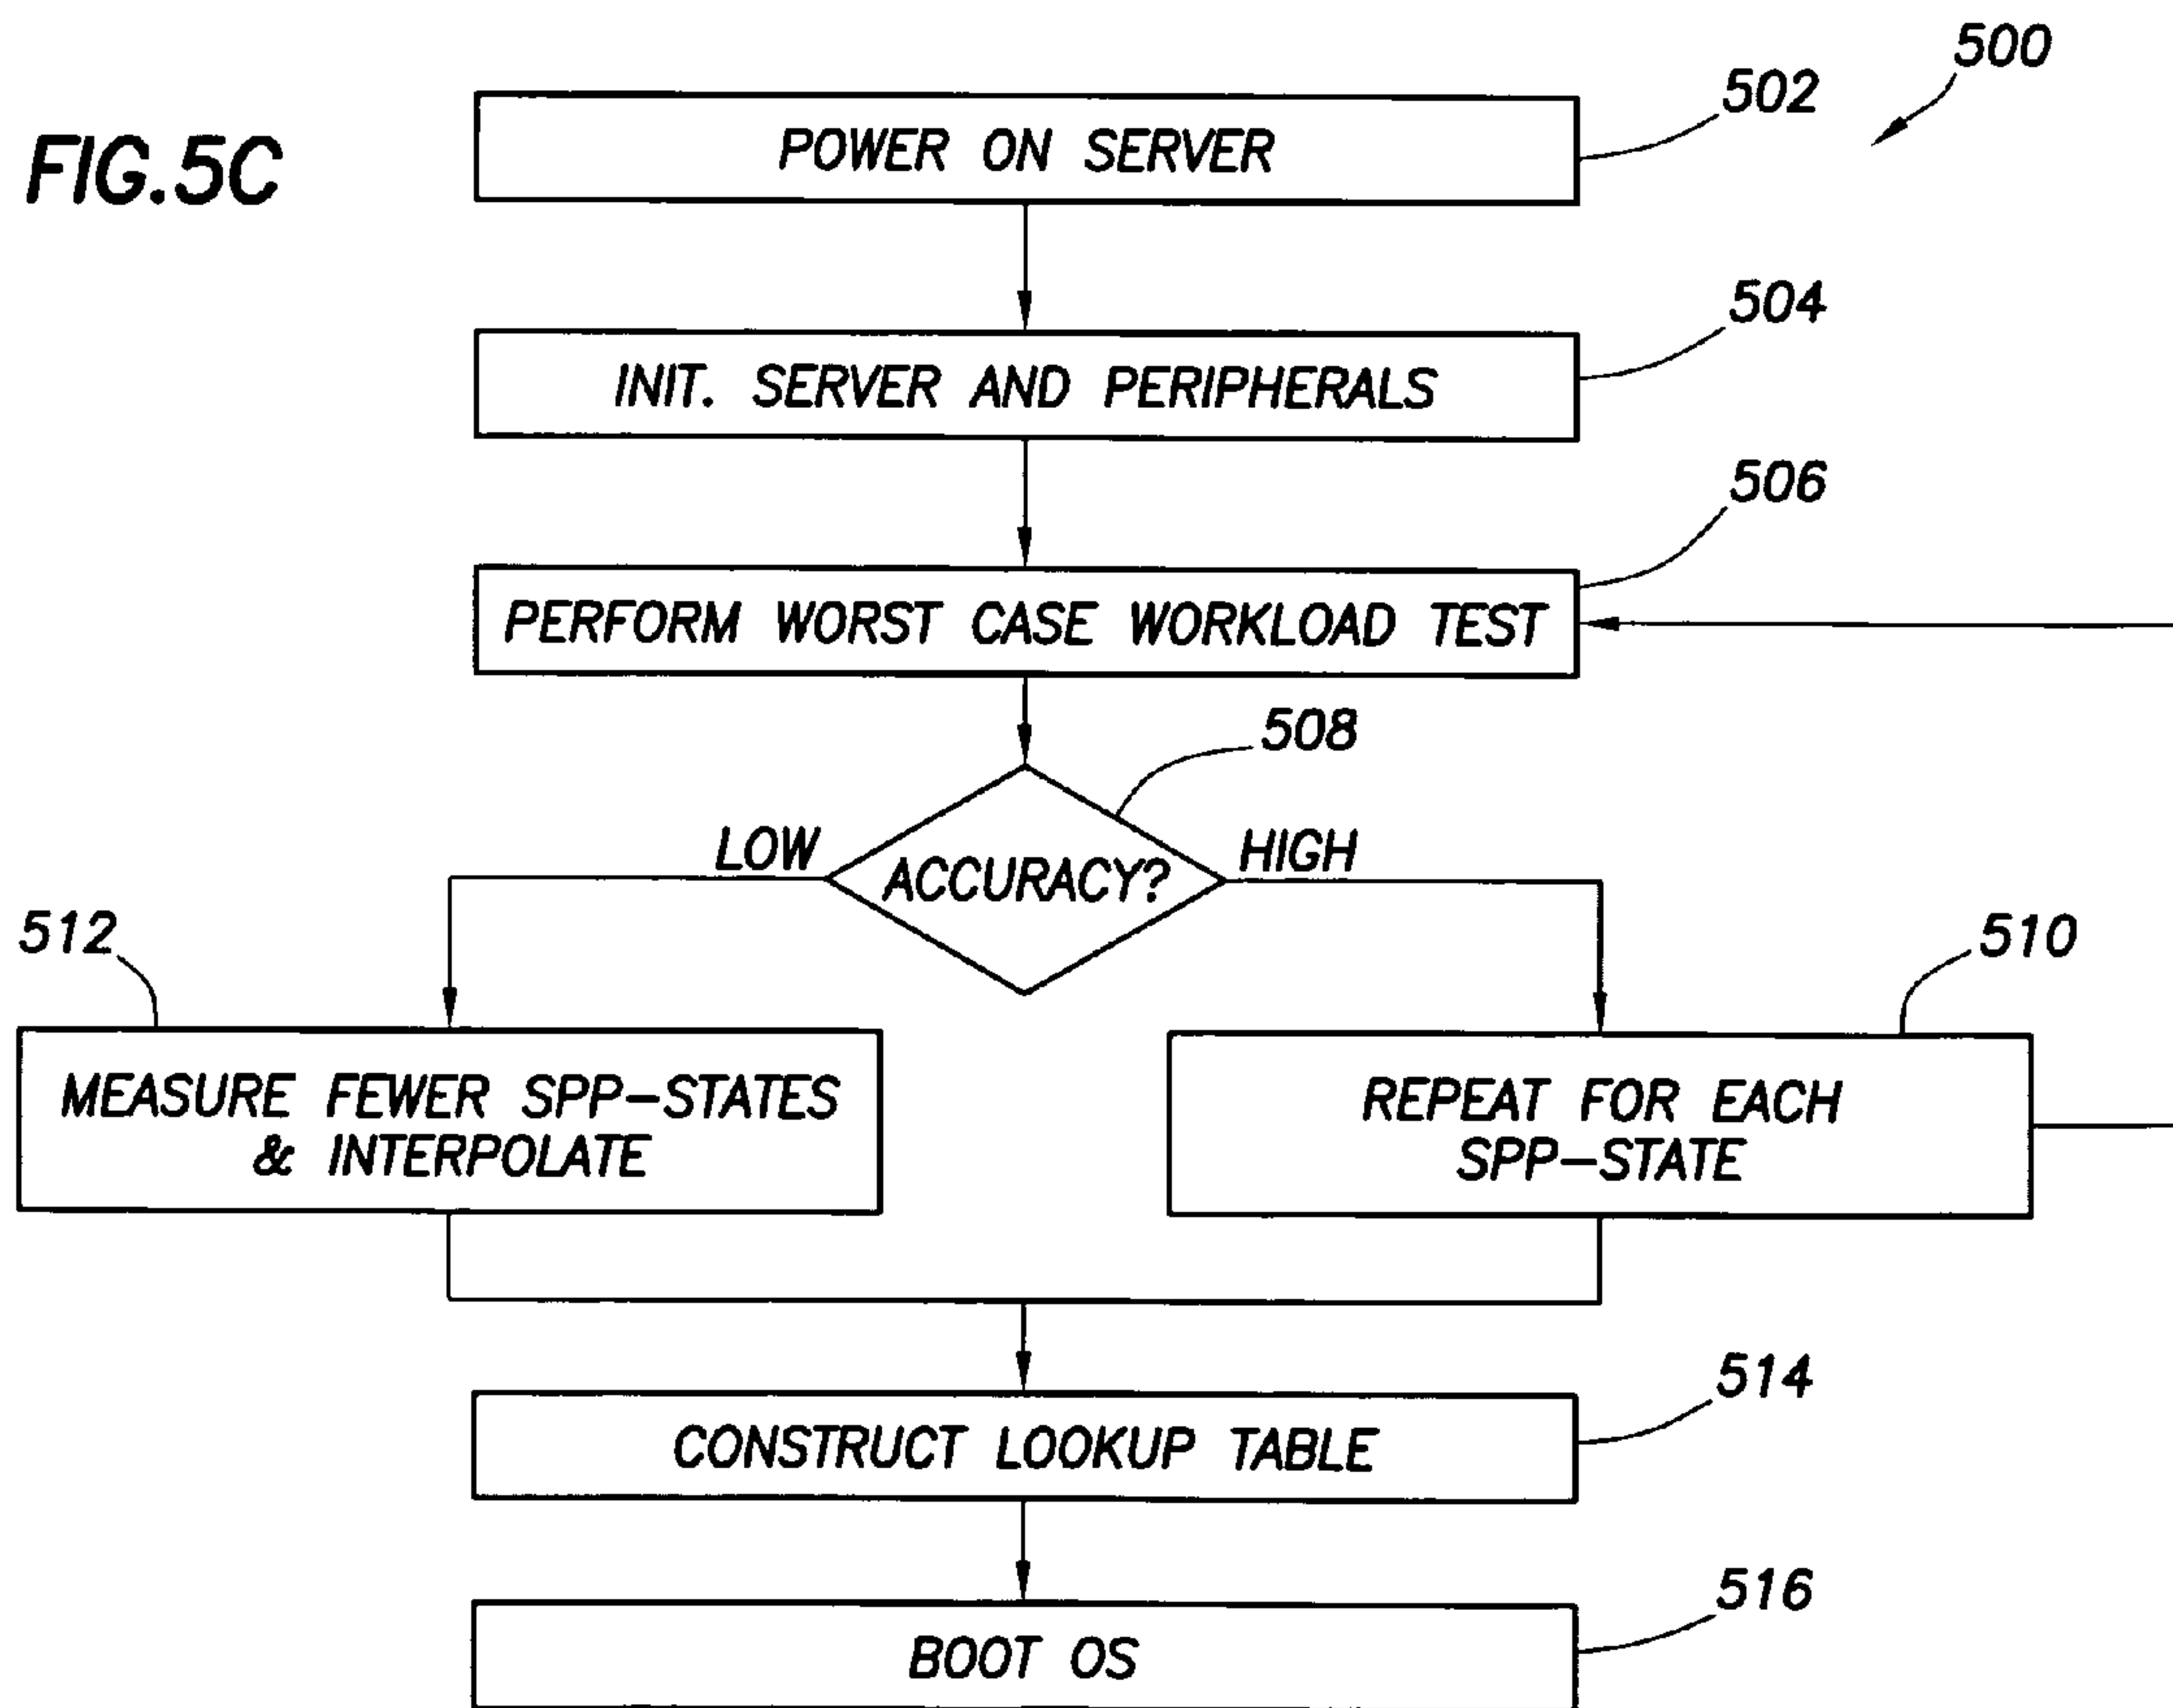 FIG.5C
500
502
POWER ON SERVER
504
INIT. SERVER AND PERIPHERALS
506
PERFORM WORST CASE WORKLOAD TEST
508
LOW
ACCURACY?
HIGH
512
510
MEASURE FEWER SPP-STATES
& INTERPOLATE
REPEAT FOR EACH
SPP-STATE
514
CONSTRUCT LOOKUP TABLE
516
BOOT OS